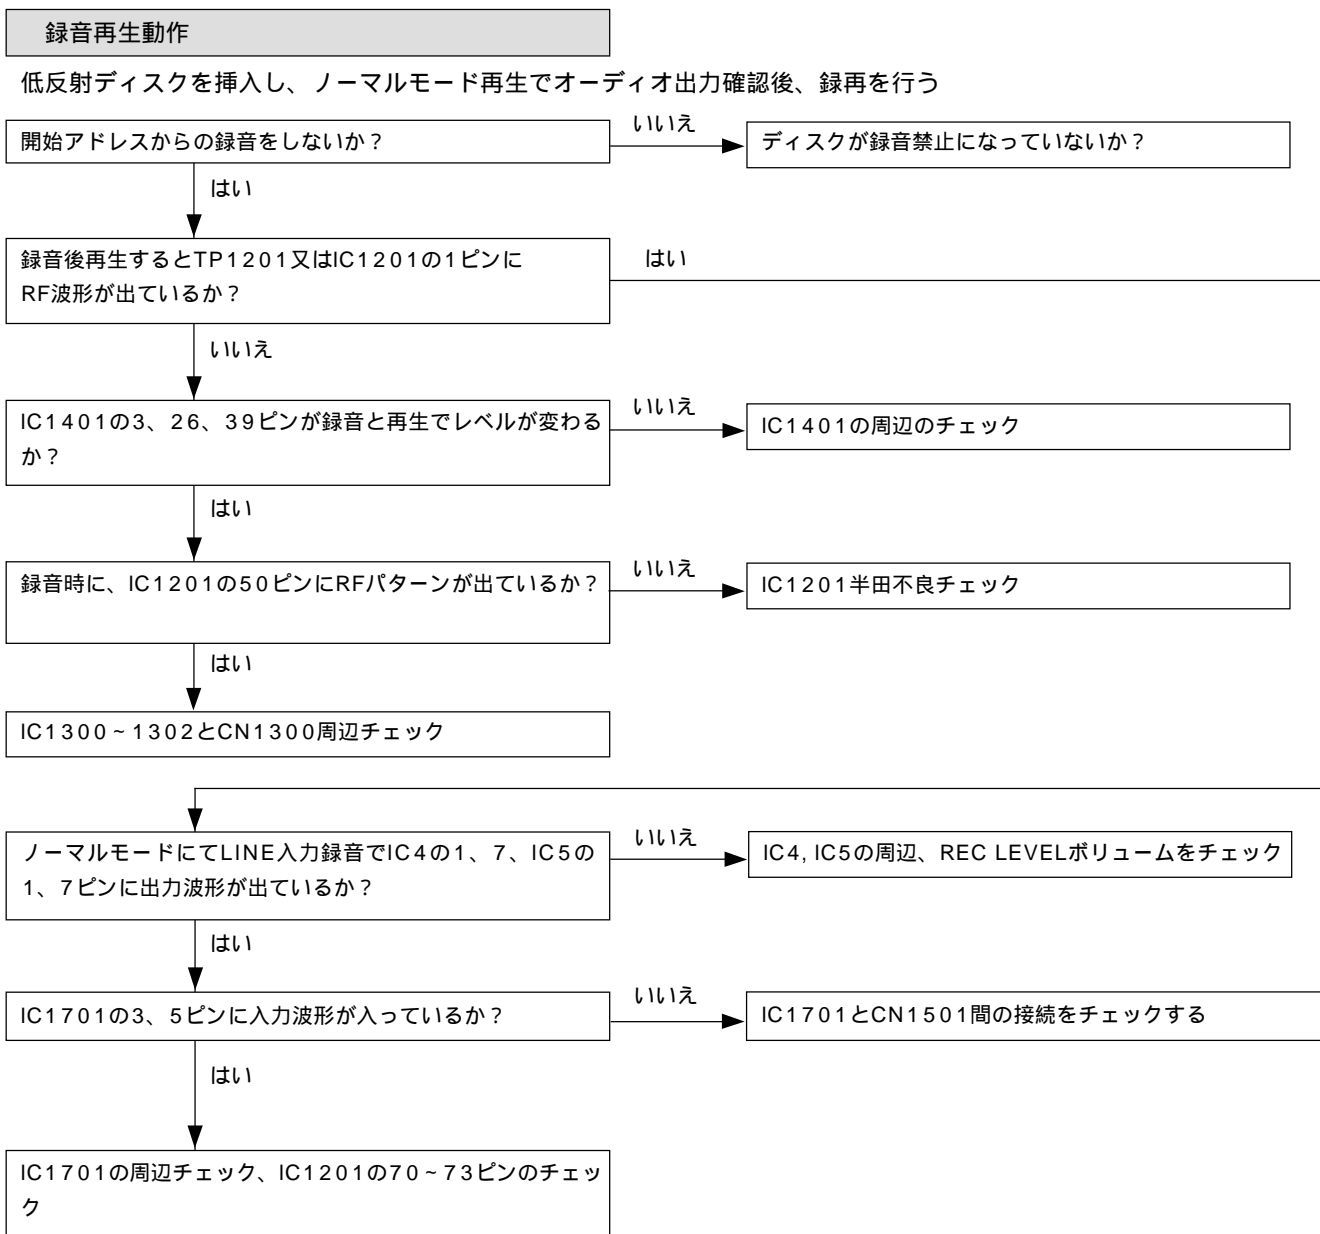 録音再生動作
低反射ディスクを挿入し、ノーマルモード再生でオーディオ出力確認後、録再を行う
開始アドレスからの録音をしないか？
いいえ
ディスクが録音禁止になっていないか？
はい
録音後再生するとTP1201又はIC1201の1ピンに
RF波形が出ているか？
はい
いいえ
IC1401の3、26、39ピンが録音と再生でレベルが変わる
か？
いいえ
IC1401の周辺のチェック
はい
録音時に、IC1201の50ピンにRFパターンが出ているか？
いいえ
IC1201半田不良チェック
はい
IC1300~1302とCN1300周辺チェック
ノーマルモードにてLINE入力録音でIC4の1、7、IC5の
1、7ピンに出力波形が出ているか？
いいえ
IC4, IC5の周辺、REC LEVELボリュームをチェック
はい
IC1701の3、5ピンに入力波形が入っているか？
いいえ
IC1701とCN1501間の接続をチェックする
はい
IC1701の周辺チェック、IC1201の70~73ピンのチェッ
ク